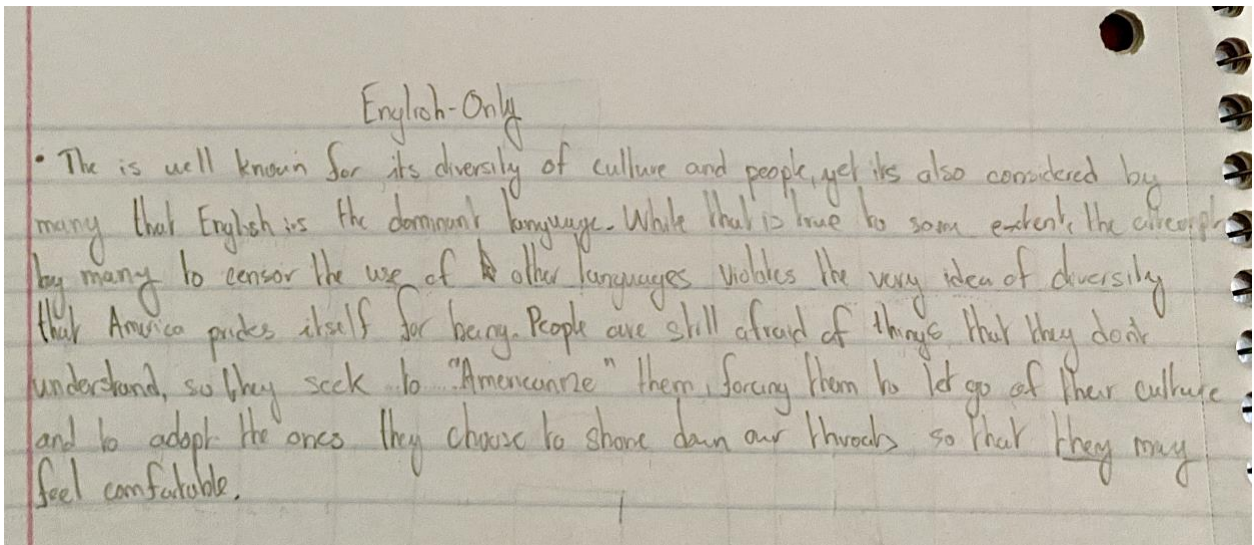 English-Only
• The is well known for its diversity of culture and people, yet its also considered by
many that English is the dominant language. While that is true to some extent, the attempt
by many to censor the use of other languages violates the very idea of diversity
that America prides itself for being. People are still afraid of things that they don't
understand, so they seek to "Americannize" them, forcing them to let go of their culture
and to adopt the ones they choose to shove down our throats so that they may
feel comfortable.